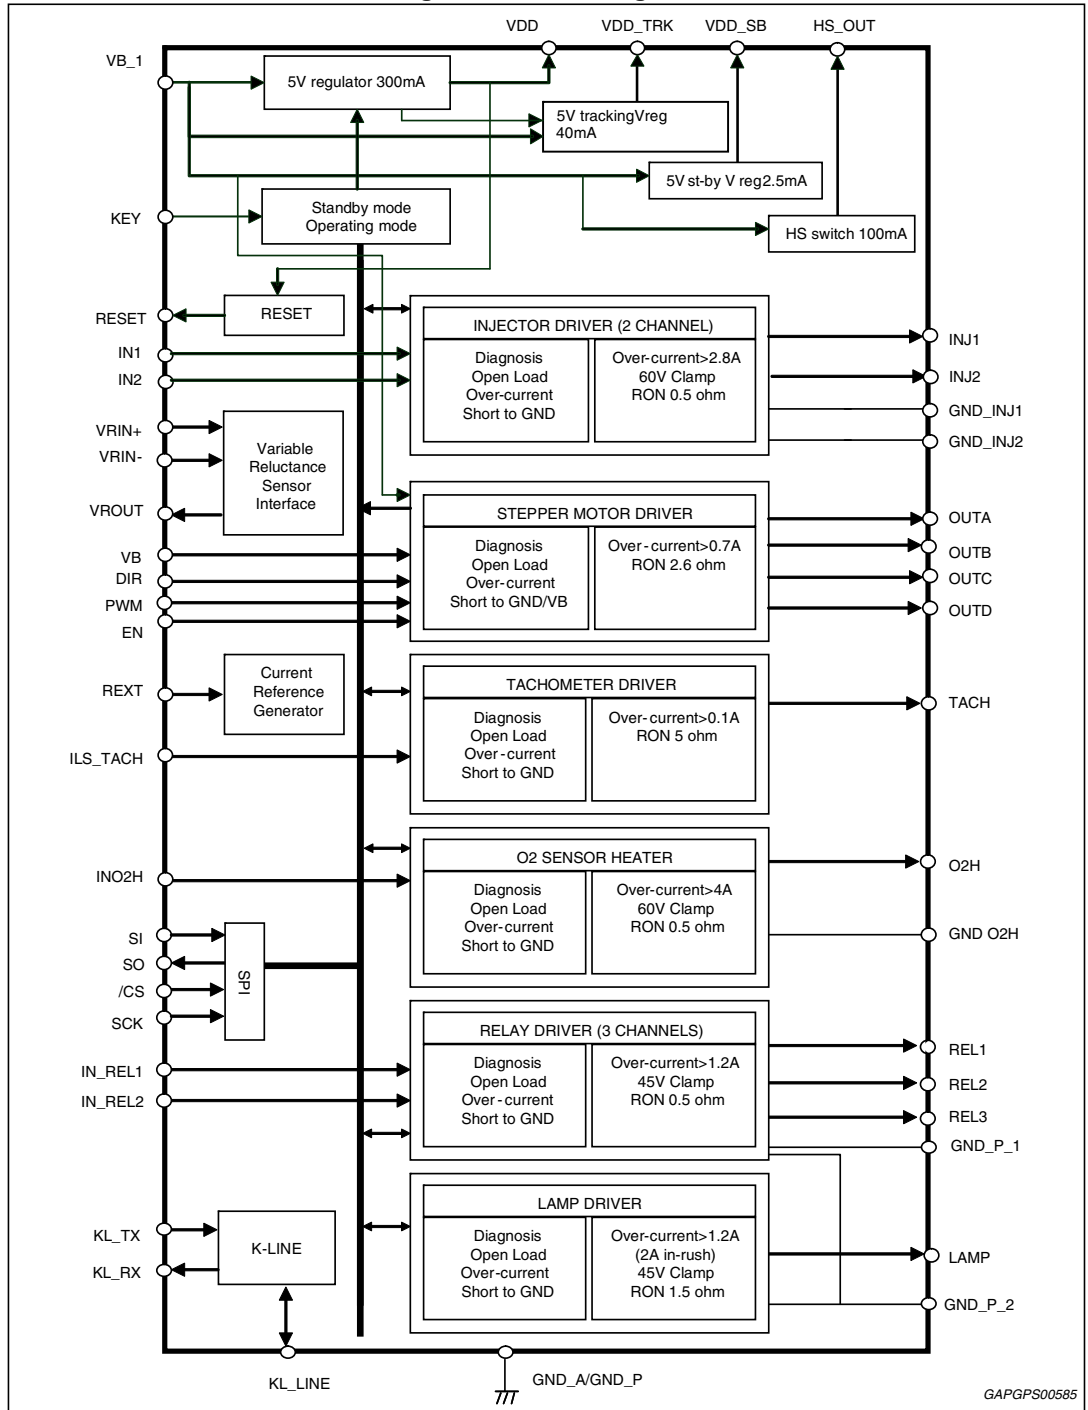 VDD
VDD_TRK
VDD_SB
HS_OUT
VB_1
5V regulator 300mA
5V trackingVreg
40mA
5V st-by V reg2.5mA
KEY
Standby mode
Operating mode
HS switch 100mA
RESET
RESET
IN1
IN2
INJECTOR DRIVER (2 CHANNEL)
Diagnosis
Open Load
Over-current
Short to GND
Over-current>2.8A
60V Clamp
RON 0.5 ohm
INJ1
INJ2
GND_INJ1
GND_INJ2
VRIN+
VRIN-
VROUT
Variable
Reluctance
Sensor
Interface
VB
DIR
PWM
EN
STEPPER MOTOR DRIVER
Diagnosis
Open Load
Over-current
Short to GND/VB
Over-current>0.7A
RON 2.6 ohm
OUTA
OUTB
OUTC
OUTD
REXT
Current
Reference
Generator
ILS_TACH
TACHOMETER DRIVER
Diagnosis
Open Load
Over-current
Short to GND
Over-current>0.1A
RON 5 ohm
TACH
INO2H
O2 SENSOR HEATER
Diagnosis
Open Load
Over-current
Short to GND
Over-current>4A
60V Clamp
RON 0.5 ohm
O2H
GND O2H
SI
SO
/CS
SCK
SPI
IN_REL1
IN_REL2
RELAY DRIVER (3 CHANNELS)
Diagnosis
Open Load
Over-current
Short to GND
Over-current>1.2A
45V Clamp
RON 0.5 ohm
REL1
REL2
REL3
GND_P_1
KL_TX
KL_RX
K-LINE
LAMP DRIVER
Diagnosis
Open Load
Over-current
Short to GND
Over-current>1.2A
(2A in-rush)
45V Clamp
RON 1.5 ohm
LAMP
GND_P_2
KL_LINE
GND_A/GND_P
GAPGPS00585